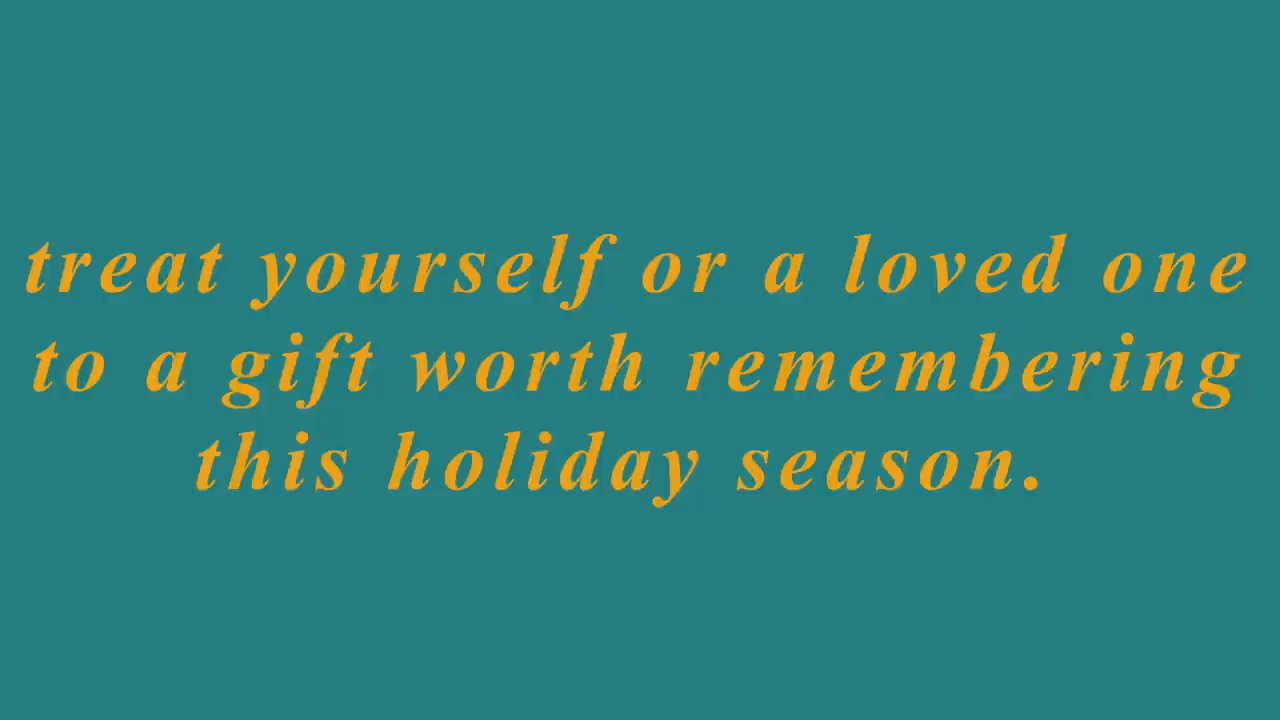 treat yourself or a loved one
to a gift worth remembering
this holiday season.